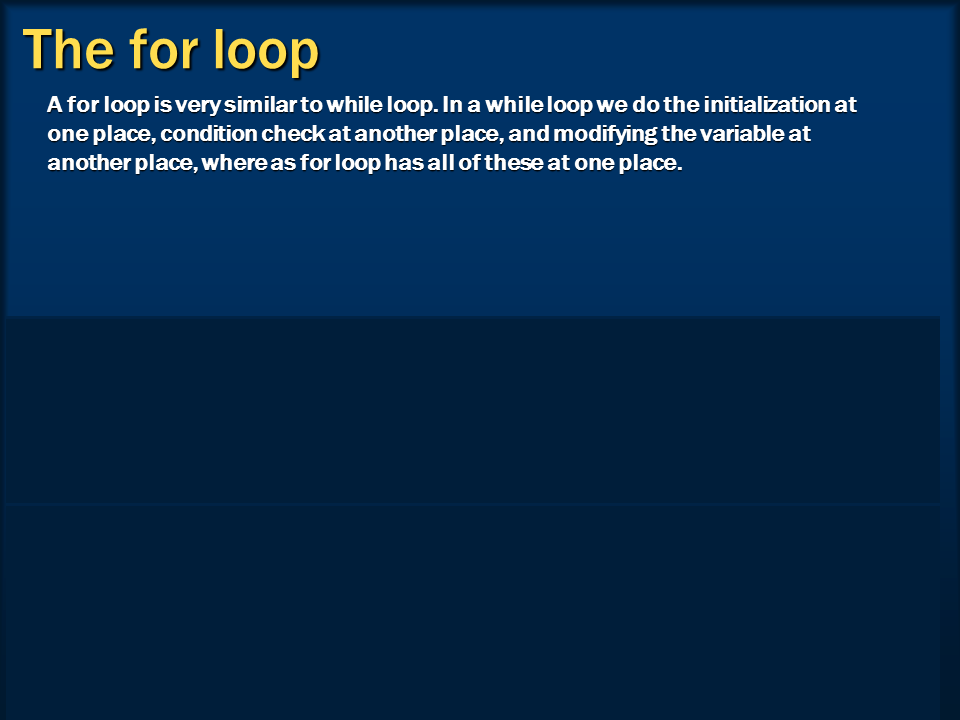 The for loop
A for loop is very similar to while loop. In a while loop we do the initialization at
one place, condition check at another place, and modifying the variable at
another place, where as for loop has all of these at one place.